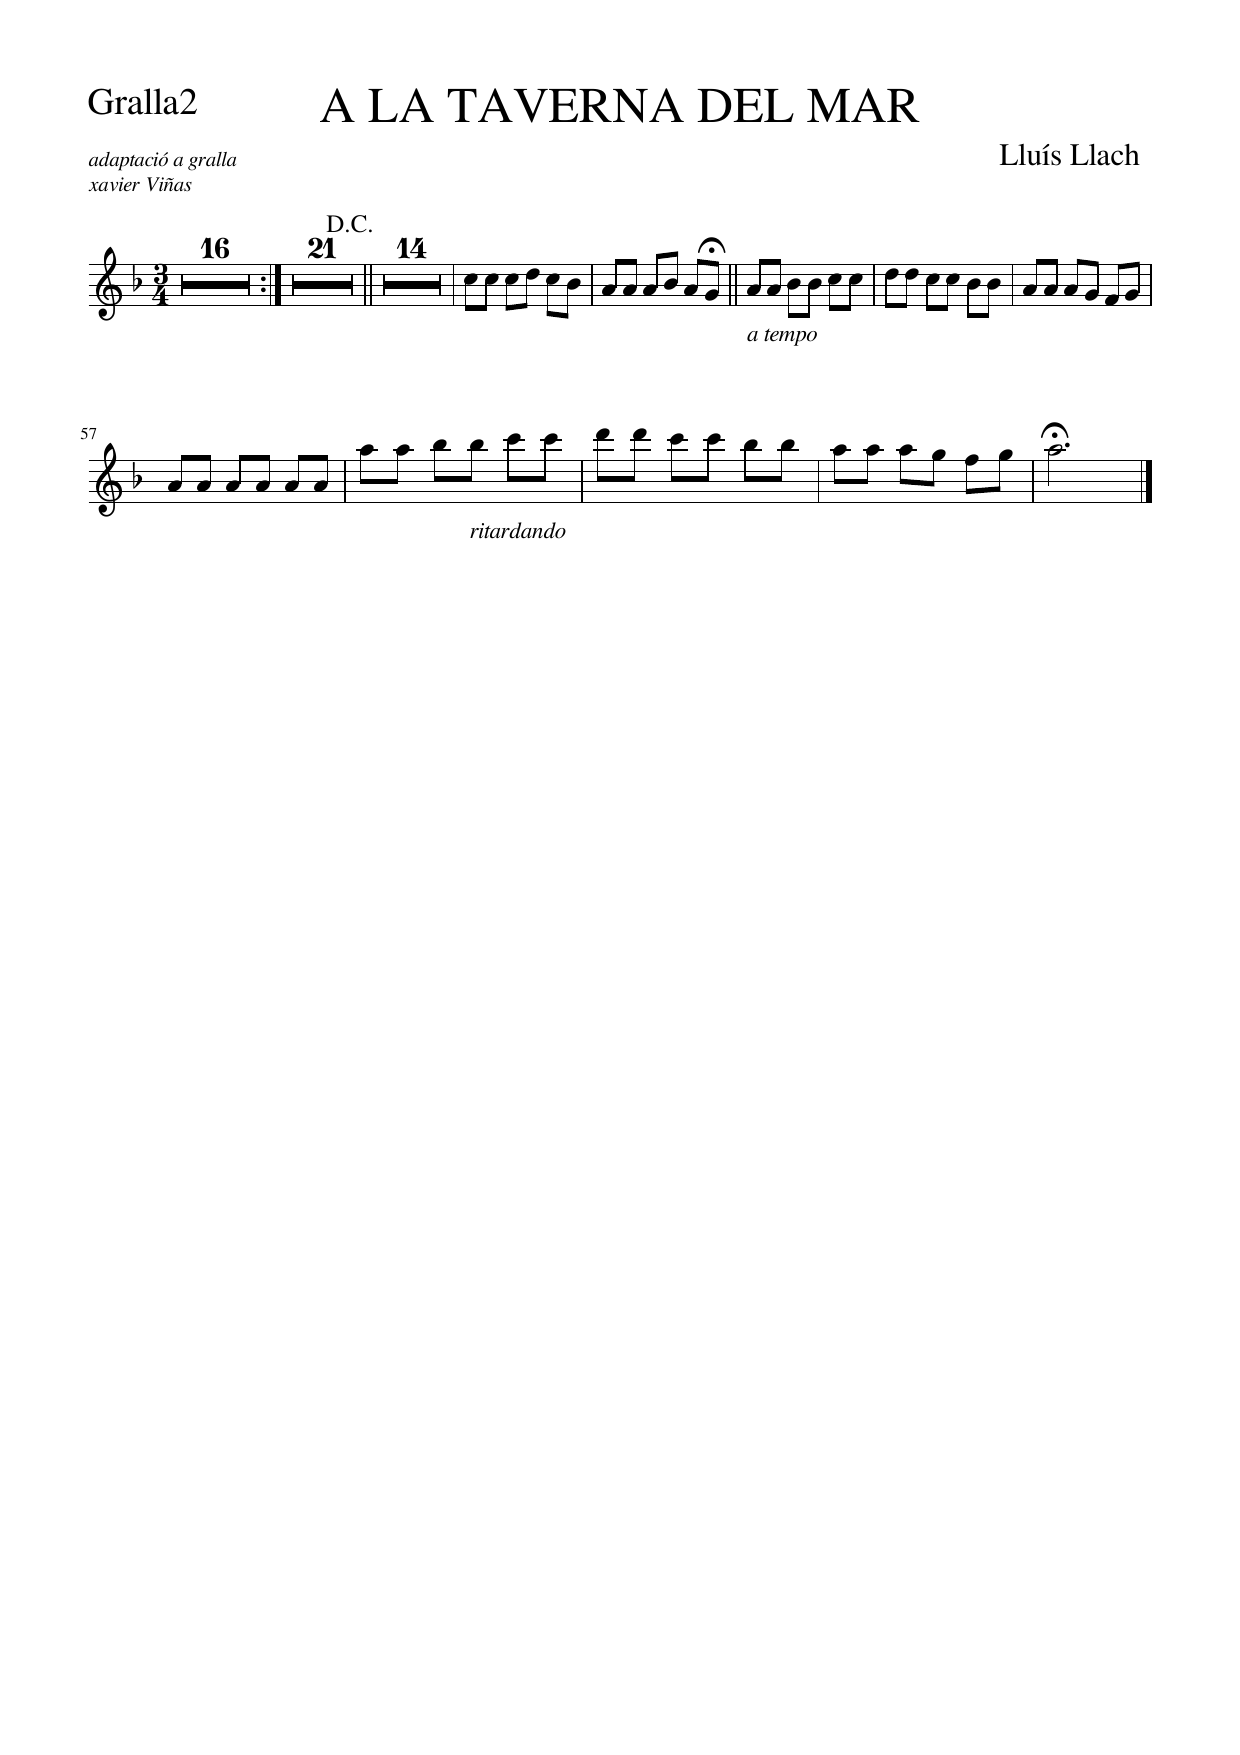 Gralla2
A LA TAVERNA DEL MAR
adaptació a gralla
xavier Viñas
Lluís Llach
D.C.
16
21
14
3
4
a tempo
57
ritardando